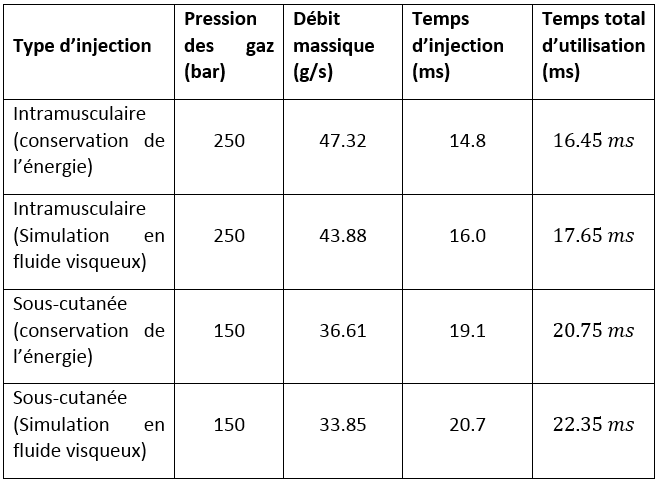 Type d’injection
Pression
des gaz
(bar)
Débit
massique
(g/s)
Temps
d’injection
(ms)
Temps total
d’utilisation
(ms)
Intramusculaire
(conservation de
l’énergie)
250
47.32
14.8
16.45 ms
Intramusculaire
(Simulation en
fluide visqueux)
250
43.88
16.0
17.65 ms
Sous-cutanée
(conservation de
l’énergie)
150
36.61
19.1
20.75 ms
Sous-cutanée
(Simulation en
fluide visqueux)
150
33.85
20.7
22.35 ms